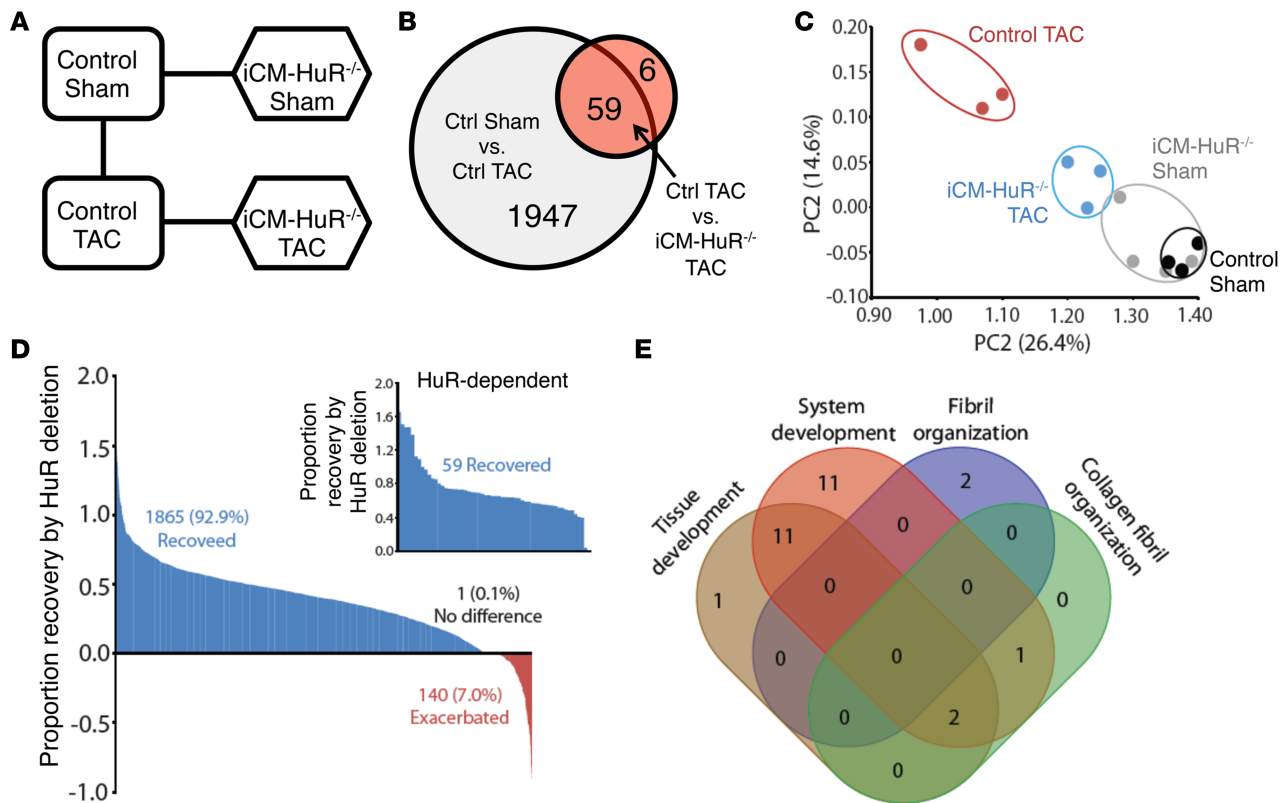 A
Control
Sham
iCM-HuR-/-
Sham
Control
TAC
iCM-HuR-/-
TAC
B
Ctrl Sham
vs.
Ctrl TAC
1947
59
6
Ctrl TAC
vs.
iCM-HuR-/-
TAC
C
PC2 (14.6%)
0.20
0.15
0.10
0.05
0.00
-0.05
-0.10
0.90
1.00
1.10
1.20
1.30
1.40
PC2 (26.4%)
Control TAC
iCM-HuR-/-
TAC
iCM-HuR-/-
Sham
Control
Sham
D
Proportion recovery by HuR deletion
2.0
1.5
1.0
0.5
0.0
-0.5
-1.0
1865 (92.9%)
Recoveed
1 (0.1%)
No difference
140 (7.0%)
Exacerbated
HuR-dependent
Proportion
recovery by
HuR deletion
2.0
1.6
1.2
0.8
0.4
0.0
59 Recovered
E
Tissue
development
System
development
Fibril
organization
Collagen fibril
organization
11
2
11
0
0
1
0
0
0
0
0
1
0
2
0